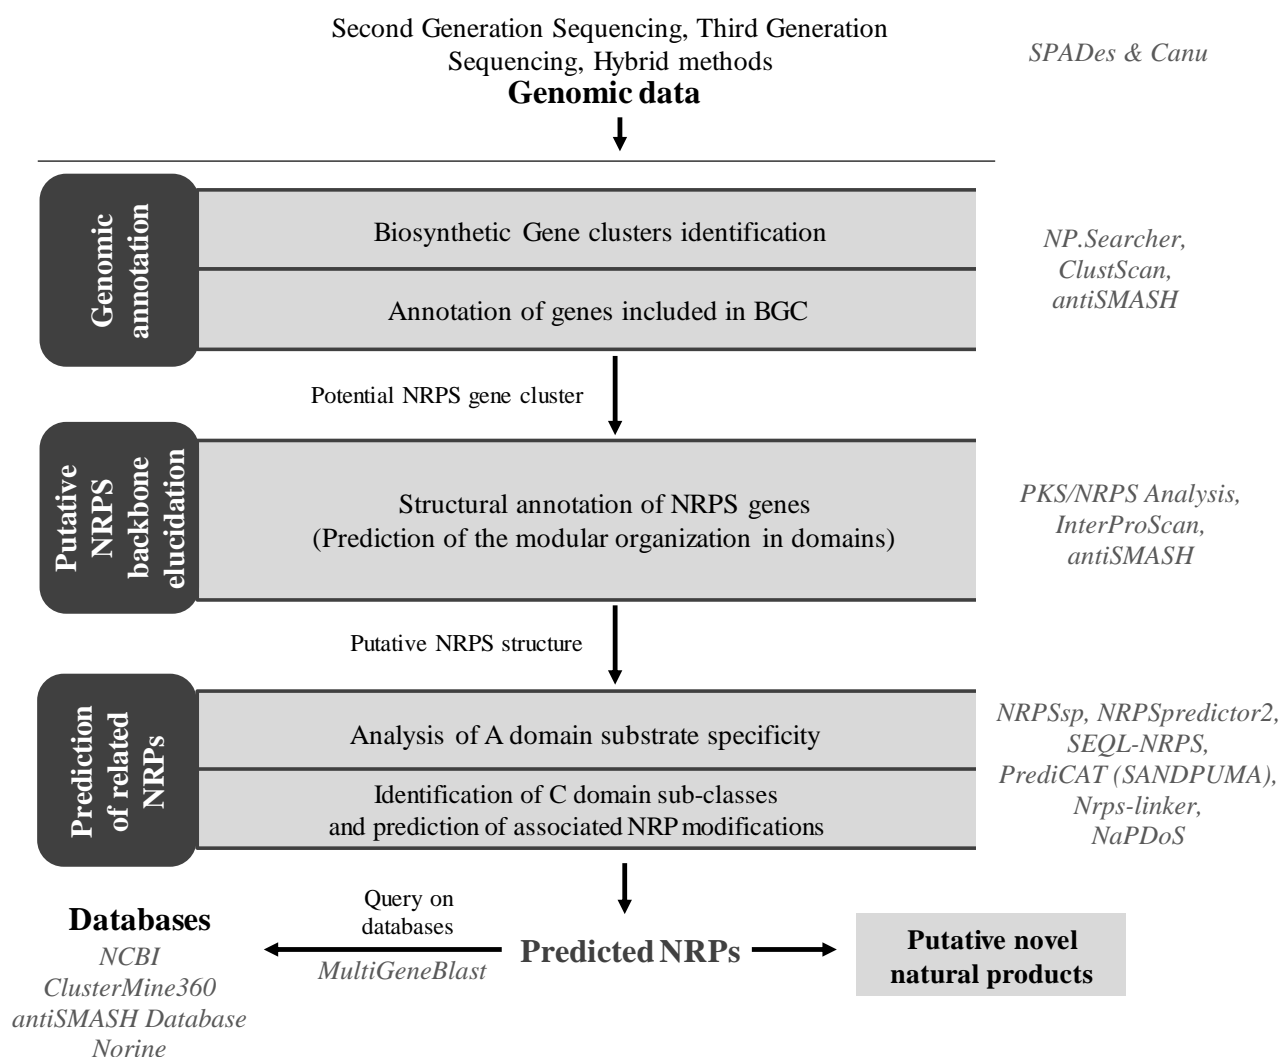 Second Generation Sequencing, Third Generation
Sequencing, Hybrid methods
Genomic data
SPADes & Canu
Genomic
annotation
Biosynthetic Gene clusters identification
Annotation of genes included in BGC
NP.Searcher,
ClustScan,
antiSMASH
Potential NRPS gene cluster
Putative
NRPS
backbone
elucidation
Structural annotation of NRPS genes
(Prediction of the modular organization in domains)
PKS/NRPS Analysis,
InterProScan,
antiSMASH
Putative NRPS structure
Prediction
of related
NRPs
Analysis of A domain substrate specificity
Identification of C domain sub-classes
and prediction of associated NRP modifications
NRPSsp, NRPSpredictor2,
SEQL-NRPS,
PrediCAT (SANDPUMA),
Nrps-linker,
NaPDoS
Databases
NCBI
ClusterMine360
antiSMASH Database
Norine
Query on
databases
MultiGeneBlast
Predicted NRPs
Putative novel
natural products